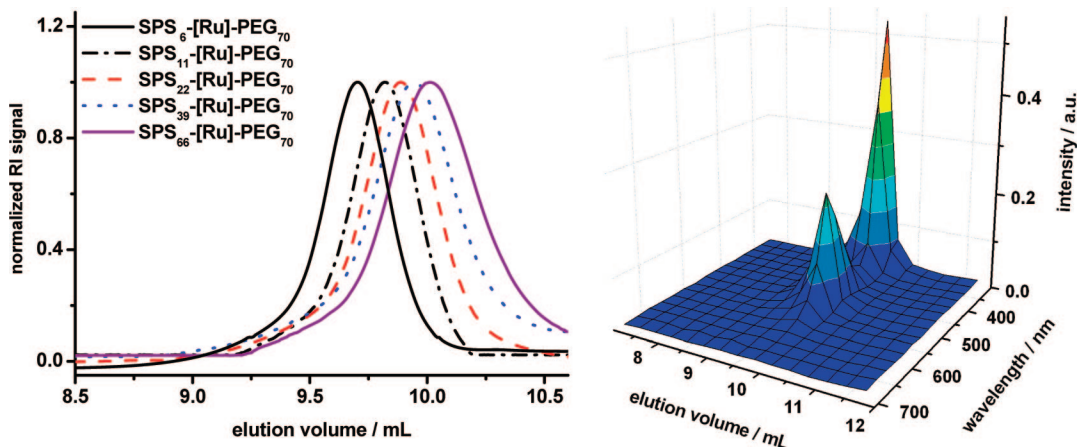 1.2
0.8
0.4
0.0
normalized RI signal
SPS6-[Ru]-PEG70
SPS11-[Ru]-PEG70
SPS22-[Ru]-PEG70
SPS39-[Ru]-PEG70
SPS66-[Ru]-PEG70
8.5 9.0 9.5 10.0 10.5
elution volume / mL
0.4
0.2
0.0
intensity / a.u.
400
500
600
700
wavelength / nm
8 9 10 11 12
elution volume / mL